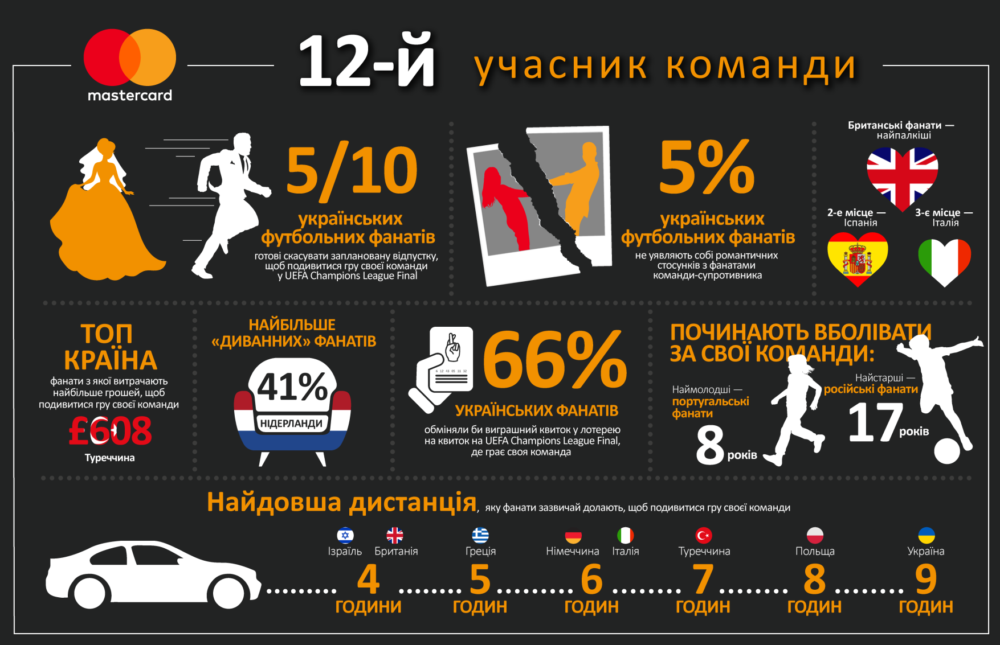 mastercard
12-й учасник команди
5/10
українських
футбольних фанатів
готові скасувати заплановану відпустку,
щоб подивитися гру своєї команди
у UEFA Champions League Final
5%
українських
футбольних фанатів
не уявляють собі романтичних
стосунків з фанатами
команди-супротивника
Британські фанати —
найпалкіші
2-е місце —
Іспанія
3-є місце —
Італія
ТОП
КРАЇНА
фанати з якої витрачають
найбільше грошей, щоб
подивитися гру своєї команди
£608
Туреччина
НАЙБІЛЬШЕ
«ДИВАННИХ» ФАНАТІВ
41%
НІДЕРЛАНДИ
6 12 43 05 11 32
66%
УКРАЇНСЬКИХ ФАНАТІВ
обміняли би виграшний квиток у лотерею
на квиток на UEFA Champions League Final,
де грає своя команда
ПОЧИНАЮТЬ ВБОЛІВАТИ
ЗА СВОЇ КОМАНДИ:
Наймолодші —
португальські
фанати
8 років
Найстарші —
російські фанати
17 років
Найдовша дистанція, яку фанати зазвичай долають, щоб подивитися гру своєї команди
Ізраїль Британія
4
ГОДИНИ
Греція
5
ГОДИН
Німеччина Італія
6
ГОДИН
Туреччина
7
ГОДИН
Польща
8
ГОДИН
Україна
9
ГОДИН